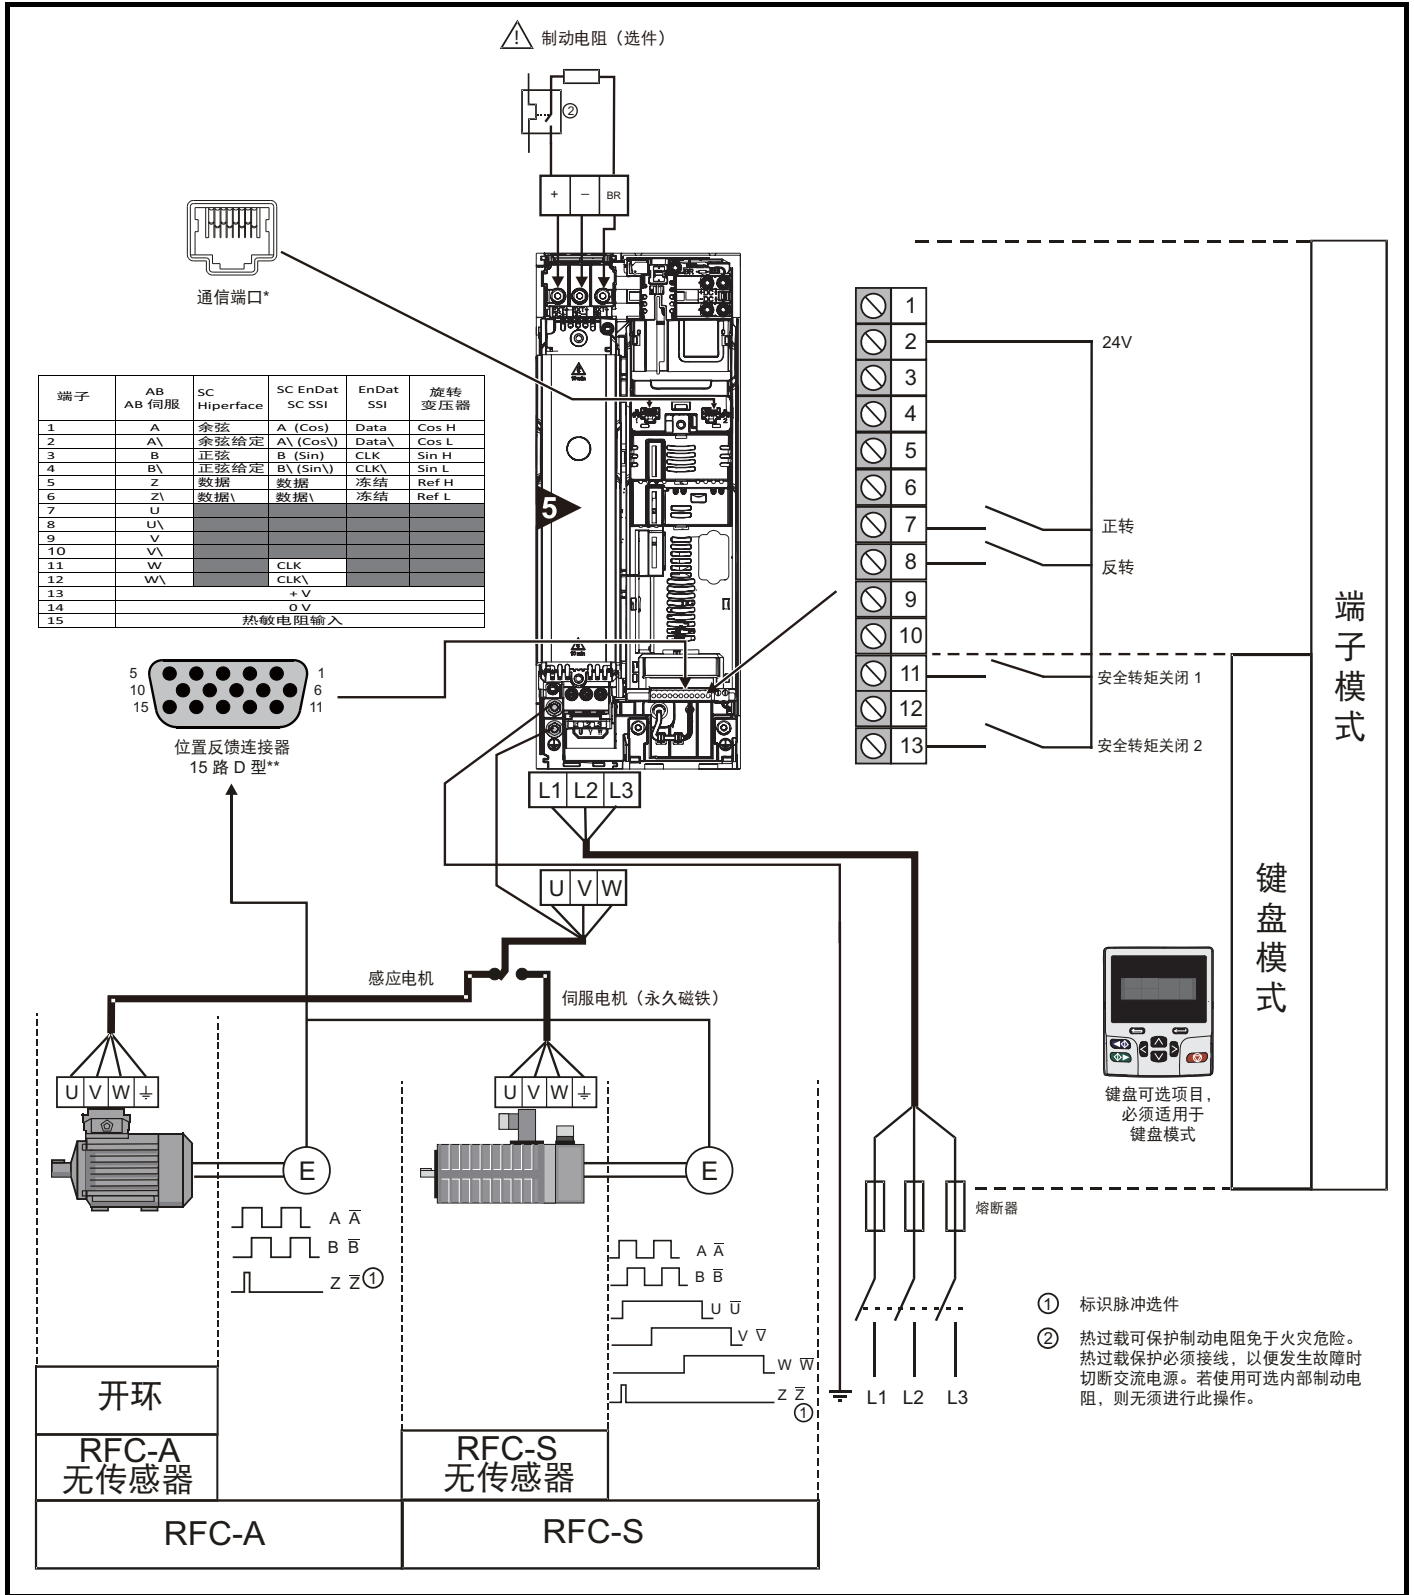 制动电阻（选件）
②
+ − BR
通信端口*
端子 AB AB 伺服 SC Hiperface SC EnDat SC SSI EnDat SSI 旋转变压器
1 A 余弦 A (Cos) Data Cos H
2 A\ 余弦给定 A\ (Cos\) Data\ Cos L
3 B 正弦 B (Sin) CLK Sin H
4 B\ 正弦给定 B\ (Sin\) CLK\ Sin L
5 Z 数据 数据 冻结 Ref H
6 Z\ 数据\ 数据\ 冻结 Ref L
7 U
8 U\
9 V
10 V\
11 W CLK
12 W\ CLK\
13 + V
14 0 V
15 热敏电阻输入
5 1
10 6
15 11
位置反馈连接器
15 路 D 型**
5
1
2 24V
3
4
5
6
7 正转
8 反转
9
10
11 安全转矩关闭 1
12
13 安全转矩关闭 2
端子模式
键盘模式
L1 L2 L3
U V W
感应电机
伺服电机（永久磁铁）
U V W
U V W
E
E
A A̅
B B̅
Z Z̅ ①
A A̅
B B̅
U U̅
V V̅
W W̅
Z Z̅
①
键盘可选项目，
必须适用于
键盘模式
熔断器
L1 L2 L3
① 标识脉冲选件
② 热过载可保护制动电阻免于火灾危险。
热过载保护必须接线，以便发生故障时
切断交流电源。若使用可选内部制动电
阻，则无须进行此操作。
开环
RFC-A
无传感器
RFC-S
无传感器
RFC-A
RFC-S